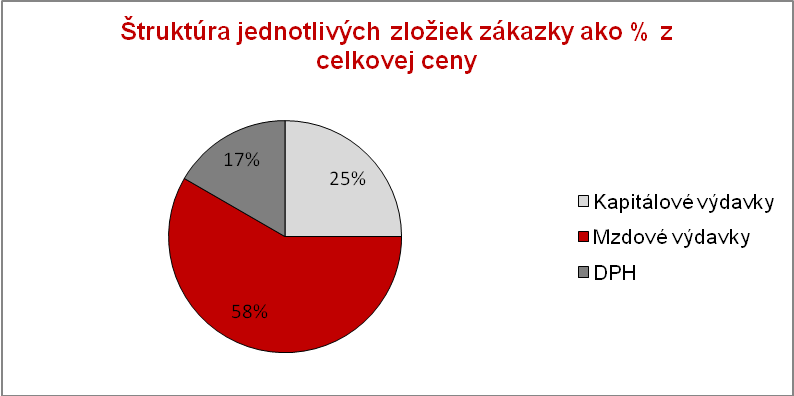 Štruktúra jednotlivých zložiek zákazky ako % z
celkovej ceny
17%
25%
58%
Kapitálové výdavky
Mzdové výdavky
DPH